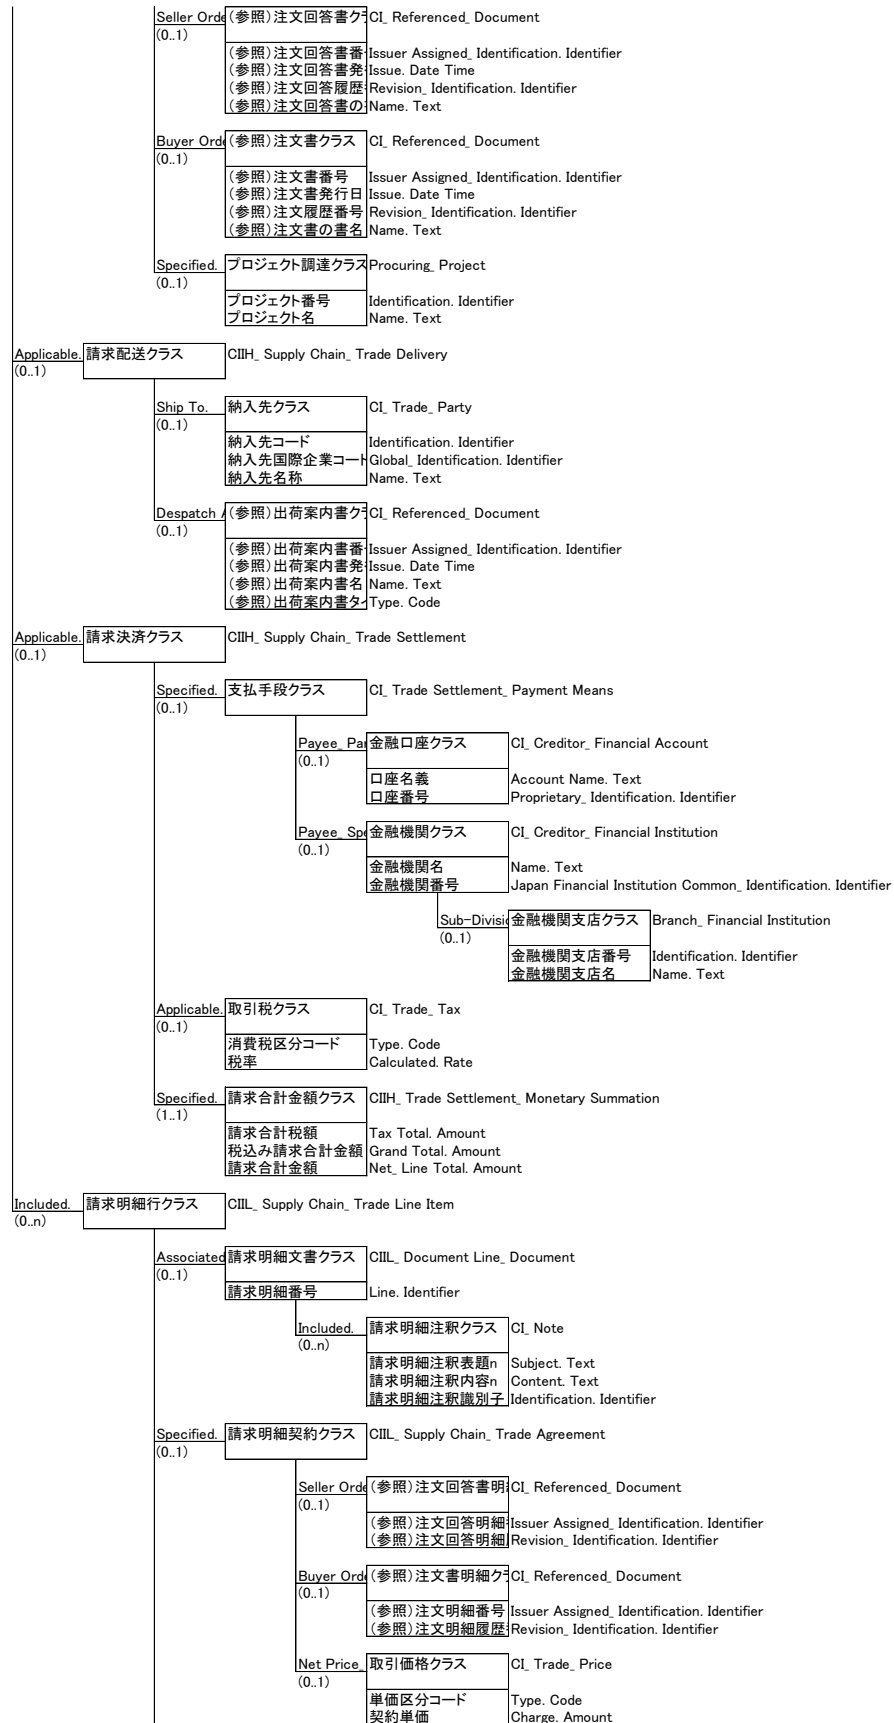 Seller Orde (参照)注文回答書ク CI_ Referenced_ Document
(0..1)
(参照)注文回答書番 Issuer Assigned_ Identification. Identifier
(参照)注文回答書発 Issue. Date Time
(参照)注文回答履歴 Revision_ Identification. Identifier
(参照)注文回答書の Name. Text
Buyer Orde (参照)注文書クラス CI_ Referenced_ Document
(0..1)
(参照)注文書番号 Issuer Assigned_ Identification. Identifier
(参照)注文書発行日 Issue. Date Time
(参照)注文履歴番号 Revision_ Identification. Identifier
(参照)注文書の書名 Name. Text
Specified. プロジェクト調達クラス Procuring_ Project
(0..1)
プロジェクト番号 Identification. Identifier
プロジェクト名 Name. Text
Applicable. 請求配送クラス CIIH_ Supply Chain_ Trade Delivery
(0..1)
Ship To. 納入先クラス CI_ Trade_ Party
(0..1)
納入先コード Identification. Identifier
納入先国際企業コート Global_ Identification. Identifier
納入先名称 Name. Text
Despatch A (参照)出荷案内書ク CI_ Referenced_ Document
(0..1)
(参照)出荷案内書番 Issuer Assigned_ Identification. Identifier
(参照)出荷案内書発 Issue. Date Time
(参照)出荷案内書名 Name. Text
(参照)出荷案内書タ Type. Code
Applicable. 請求決済クラス CIIH_ Supply Chain_ Trade Settlement
(0..1)
Specified. 支払手段クラス CI_ Trade Settlement_ Payment Means
(0..1)
Payee_ Par 金融口座クラス CI_ Creditor_ Financial Account
(0..1)
口座名義 Account Name. Text
口座番号 Proprietary_ Identification. Identifier
Payee_ Spe 金融機関クラス CI_ Creditor_ Financial Institution
(0..1)
金融機関名 Name. Text
金融機関番号 Japan Financial Institution Common_ Identification. Identifier
Sub-Divisio 金融機関支店クラス Branch_ Financial Institution
(0..1)
金融機関支店番号 Identification. Identifier
金融機関支店名 Name. Text
Applicable. 取引税クラス CI_ Trade_ Tax
(0..1)
消費税区分コード Type. Code
税率 Calculated. Rate
Specified. 請求合計金額クラス CIIH_ Trade Settlement_ Monetary Summation
(1..1)
請求合計税額 Tax Total. Amount
税込み請求合計金額 Grand Total. Amount
請求合計金額 Net_ Line Total. Amount
Included. 請求明細行クラス CIIL_ Supply Chain_ Trade Line Item
(0..n)
Associated 請求明細文書クラス CIIL_ Document Line_ Document
(0..1)
請求明細番号 Line. Identifier
Included. 請求明細注釈クラス CI_ Note
(0..n)
請求明細注釈表題n Subject. Text
請求明細注釈内容n Content. Text
請求明細注釈識別子 Identification. Identifier
Specified. 請求明細契約クラス CIIL_ Supply Chain_ Trade Agreement
(0..1)
Seller Orde (参照)注文回答書明 CI_ Referenced_ Document
(0..1)
(参照)注文回答明細 Issuer Assigned_ Identification. Identifier
(参照)注文回答明細 Revision_ Identification. Identifier
Buyer Orde (参照)注文書明細ク CI_ Referenced_ Document
(0..1)
(参照)注文明細番号 Issuer Assigned_ Identification. Identifier
(参照)注文明細履歴 Revision_ Identification. Identifier
Net Price_ 取引価格クラス CI_ Trade_ Price
(0..1)
単価区分コード Type. Code
契約単価 Charge. Amount